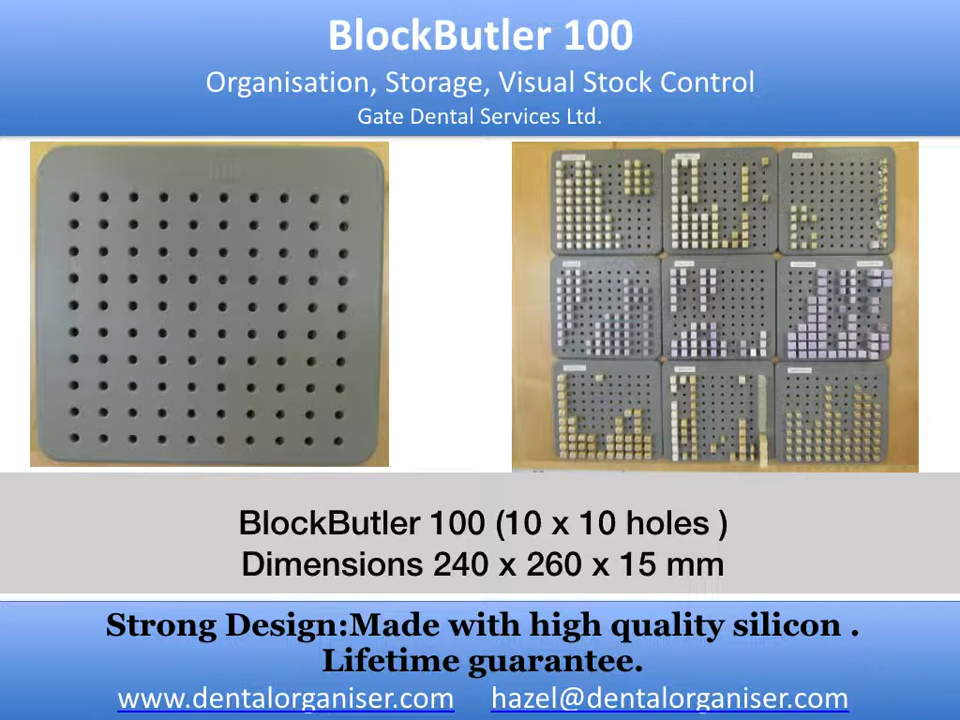 BlockButler 100
Organisation, Storage, Visual Stock Control
Gate Dental Services Ltd.
BlockButler 100 (10 x 10 holes )
Dimensions 240 x 260 x 15 mm
Strong Design:Made with high quality silicon .
Lifetime guarantee.
www.dentalorganiser.com hazel@dentalorganiser.com